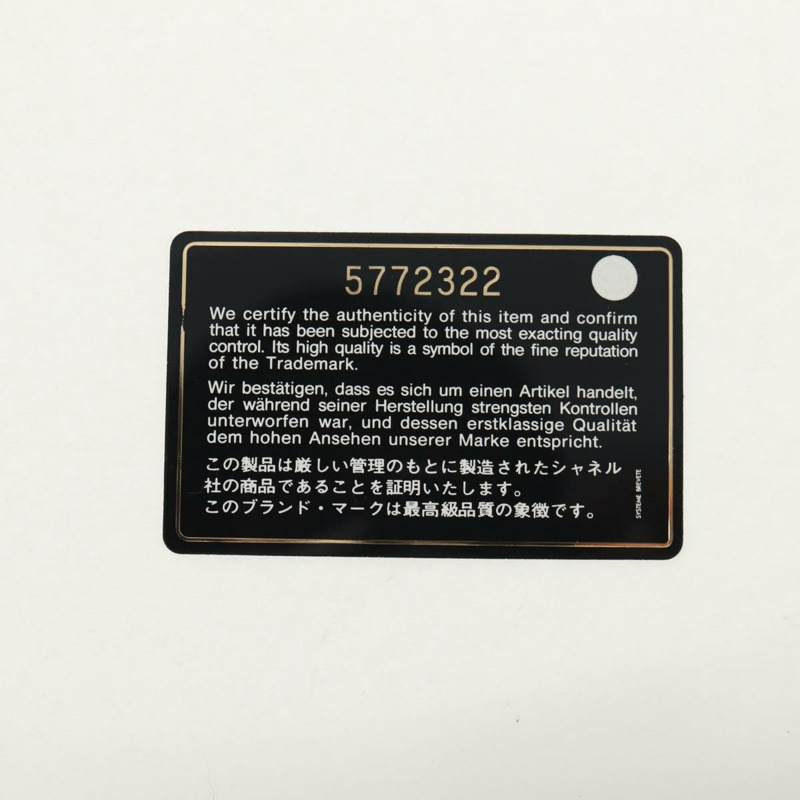 5772322
We certify the authenticity of this item and confirm
that it has been subjected to the most exacting quality
control. Its high quality is a symbol of the fine reputation
of the Trademark.
Wir bestätigen, dass es sich um einen Artikel handelt,
der während seiner Herstellung strengsten Kontrollen
unterworfen war, und dessen erstklassige Qualität
dem hohen Ansehen unserer Marke entspricht.
この製品は厳しい管理のもとに製造されたシャネル
社の商品であることを証明いたします。
このブランド・マークは最高級品質の象徴です。
SYSTEME BREVETE